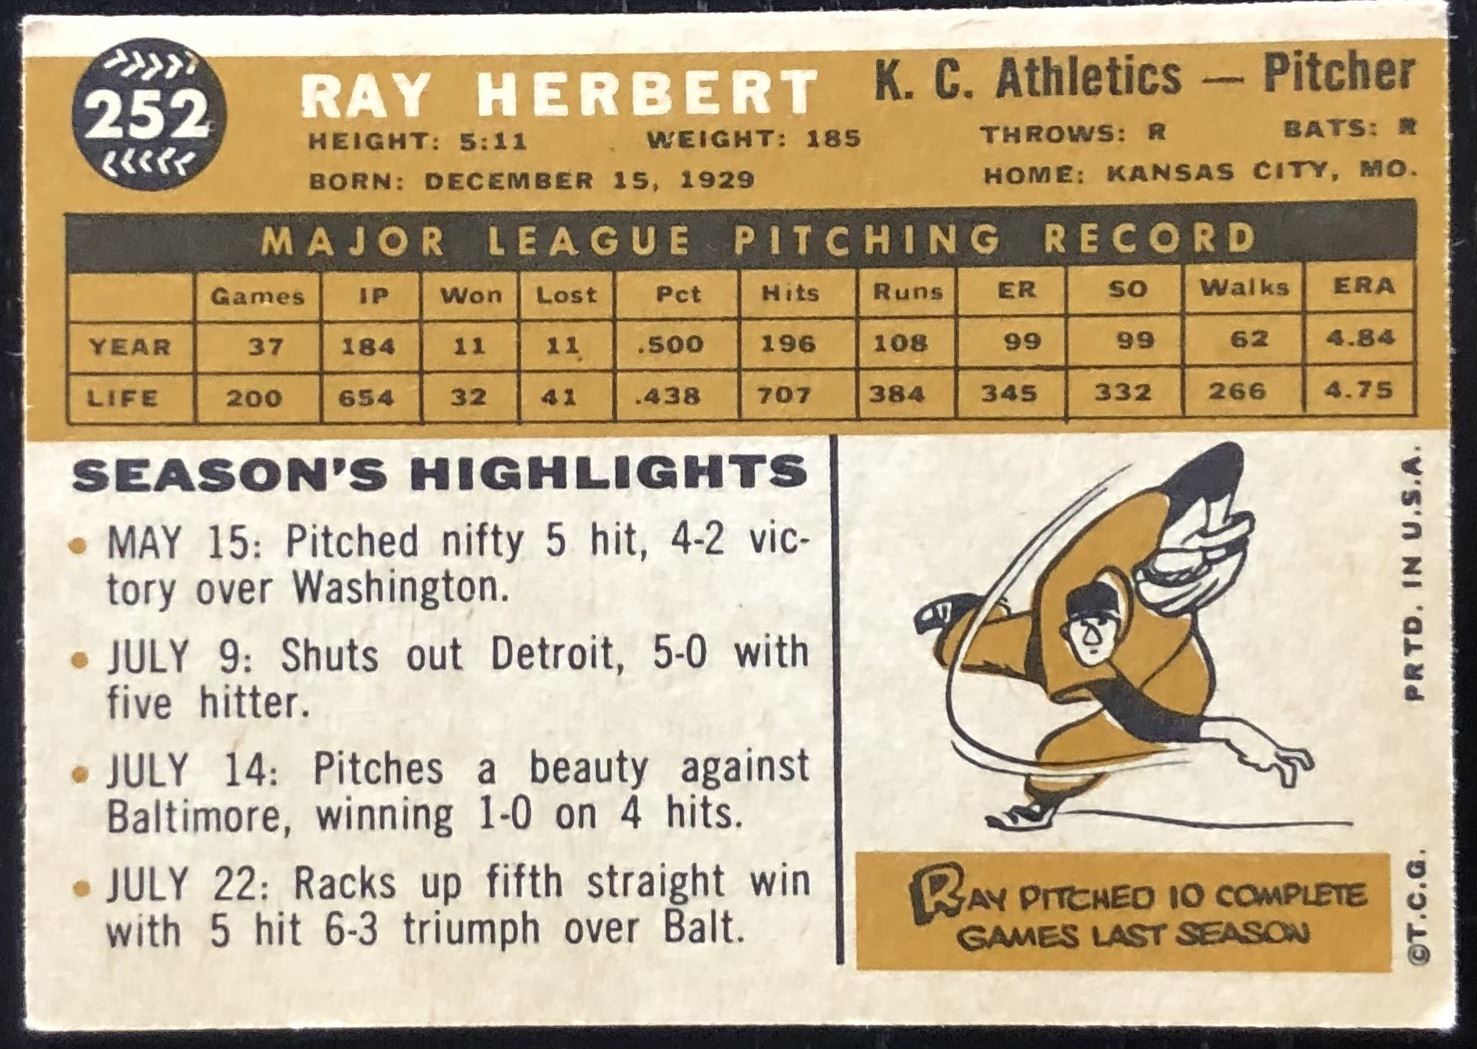 252
RAY HERBERT
K. C. Athletics — Pitcher
HEIGHT: 5:11 WEIGHT: 185 THROWS: R BATS: R
BORN: DECEMBER 15, 1929 HOME: KANSAS CITY, MO.
MAJOR LEAGUE PITCHING RECORD
Games IP Won Lost Pct Hits Runs ER SO Walks ERA
YEAR 37 184 11 11 .500 196 108 99 99 62 4.84
LIFE 200 654 32 41 .438 707 384 345 332 266 4.75
SEASON'S HIGHLIGHTS
• MAY 15: Pitched nifty 5 hit, 4-2 vic-
tory over Washington.
• JULY 9: Shuts out Detroit, 5-0 with
five hitter.
• JULY 14: Pitches a beauty against
Baltimore, winning 1-0 on 4 hits.
• JULY 22: Racks up fifth straight win
with 5 hit 6-3 triumph over Balt.
RAY PITCHED 10 COMPLETE
GAMES LAST SEASON
©T.C.G. PRTD. IN U.S.A.